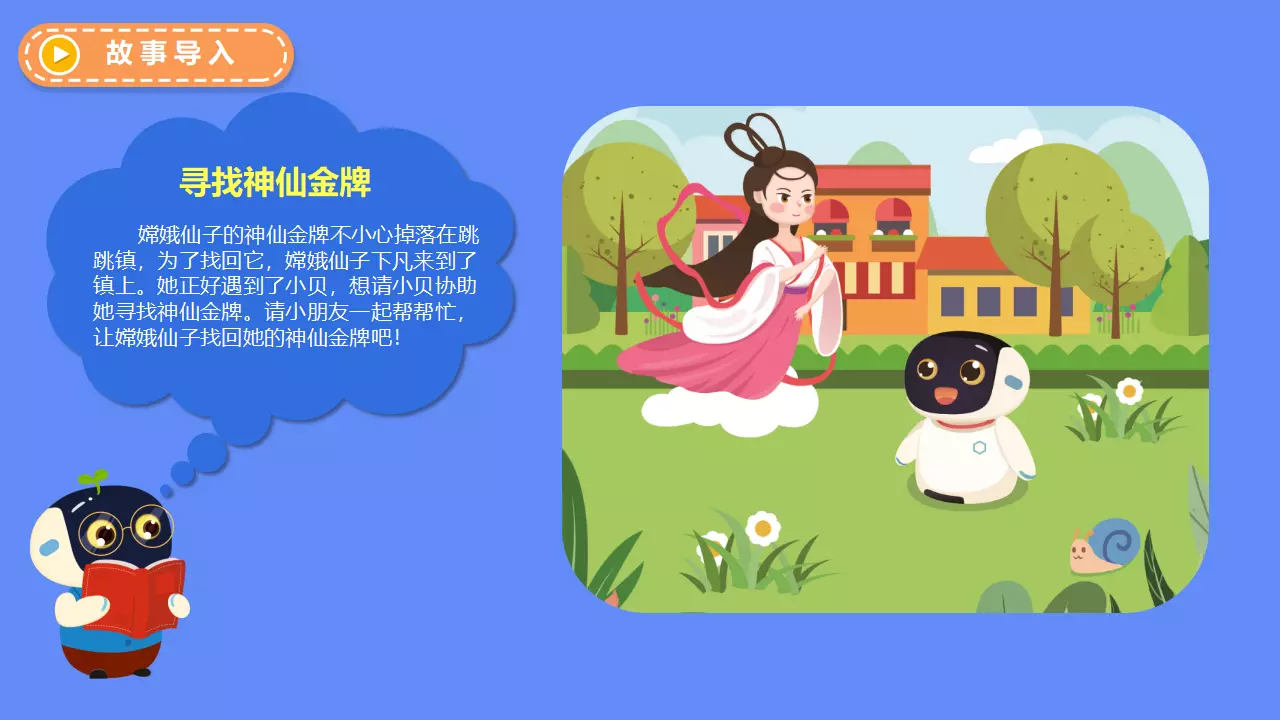 故事导入
寻找神仙金牌
嫦娥仙子的神仙金牌不小心掉落在跳
跳镇，为了找回它，嫦娥仙子下凡来到了
镇上。她正好遇到了小贝，想请小贝协助
她寻找神仙金牌。请小朋友一起帮帮忙，
让嫦娥仙子找回她的神仙金牌吧！